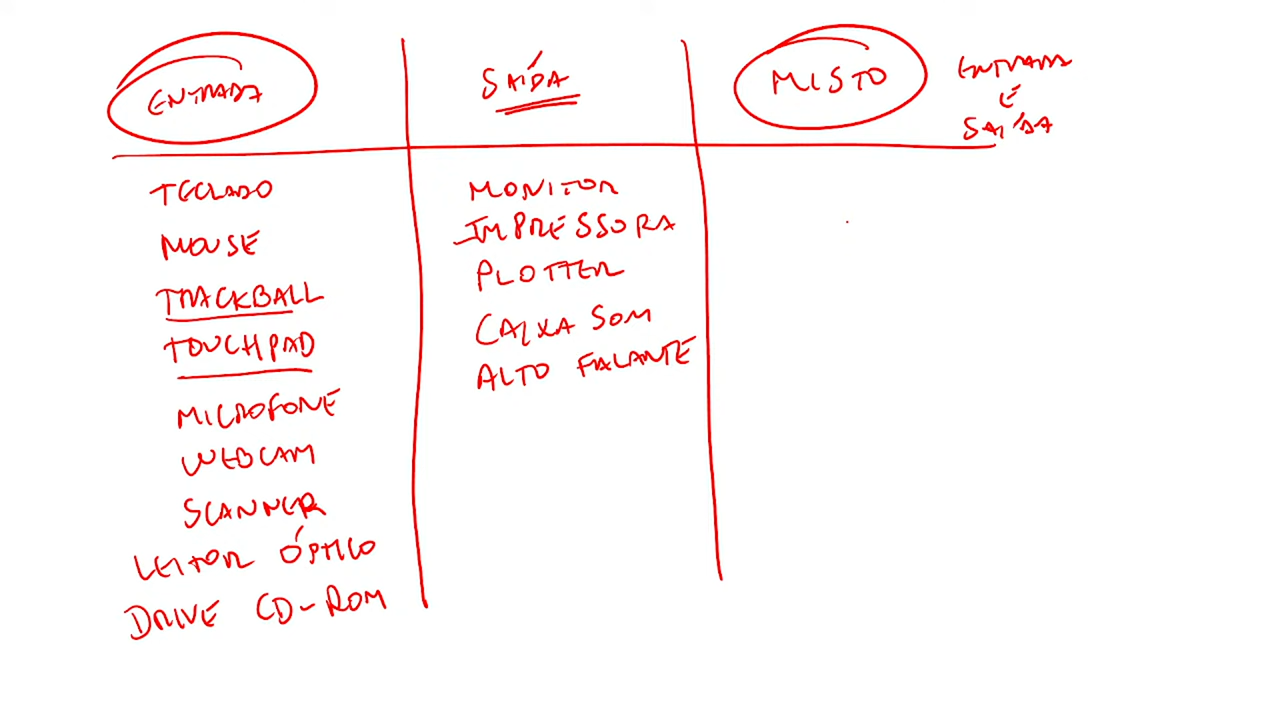 ENTRADA
SAÍDA
MISTO
ENTRADA
E
SAÍDA
TECLADO
MOUSE
TRACKBALL
TOUCHPAD
MICROFONE
WEBCAM
SCANNER
LEITOR ÓPTICO
DRIVE CD-ROM
MONITOR
IMPRESSORA
PLOTTER
CAIXA SOM
ALTO FALANTE